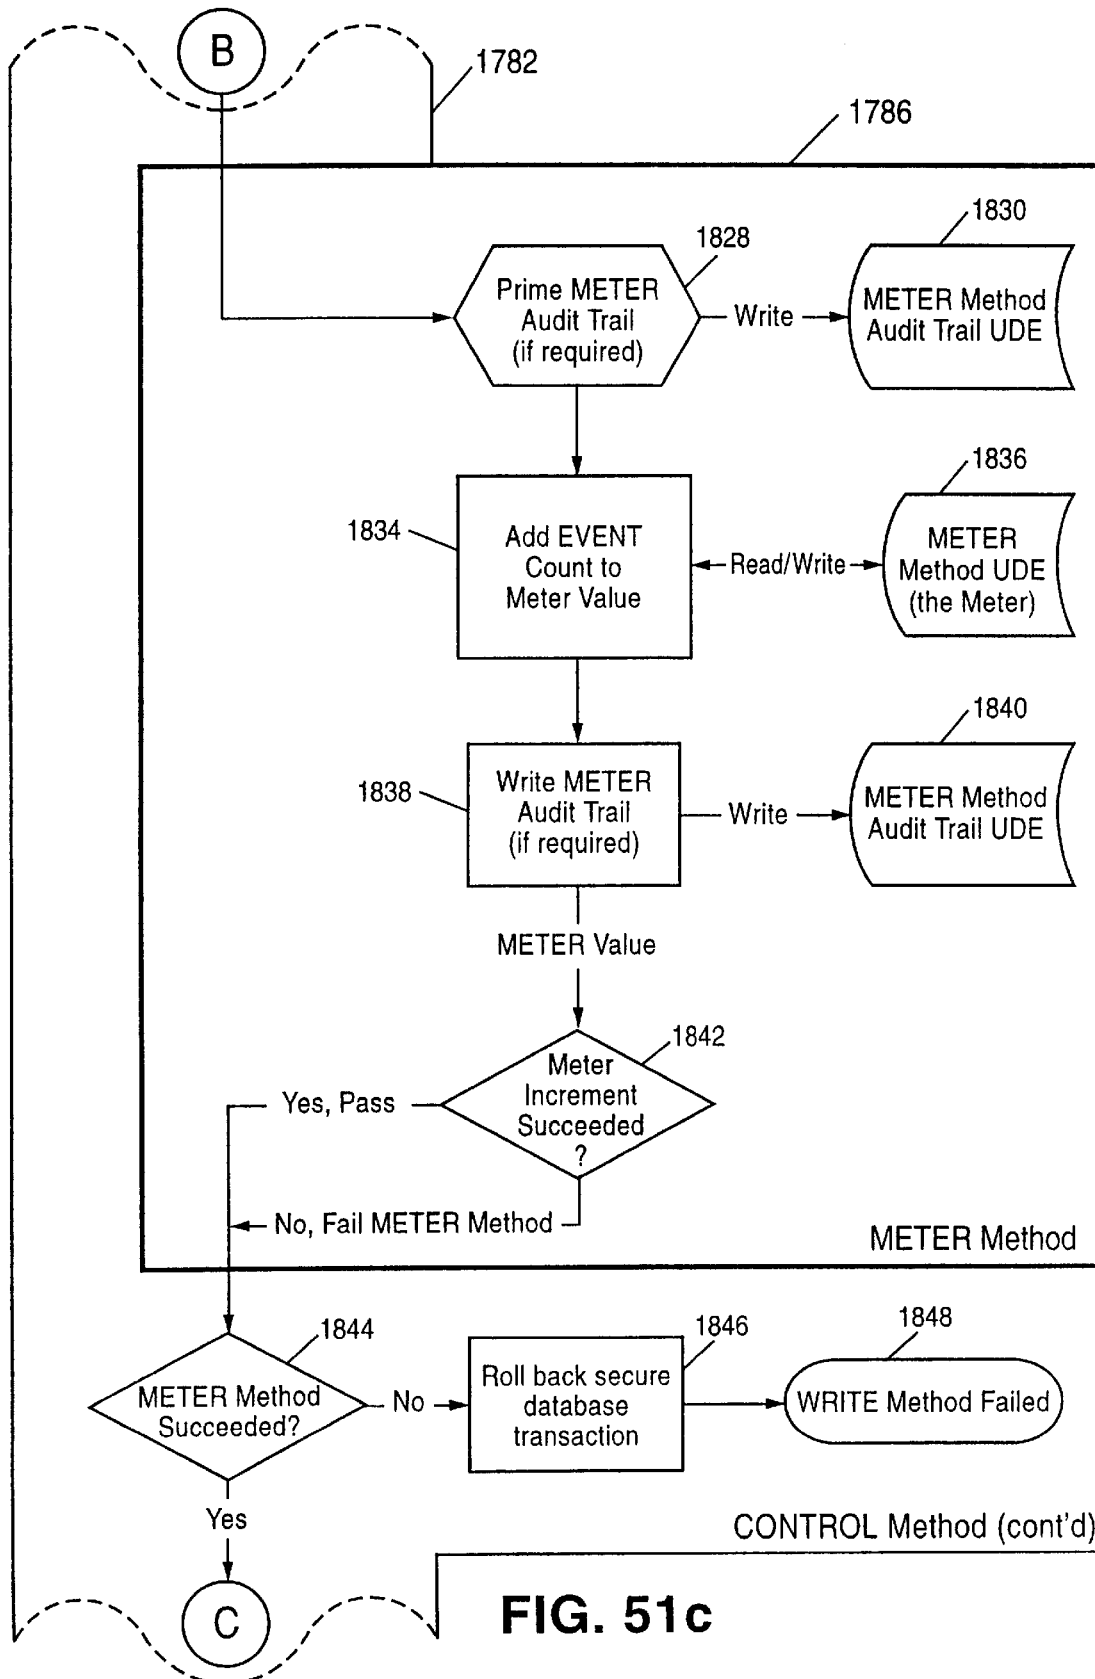 B
1782
1786
1828
1830
Prime METER
Audit Trail
(if required)
Write
METER Method
Audit Trail UDE
1834
1836
Add EVENT
Count to
Meter Value
Read/Write
METER
Method UDE
(the Meter)
1838
1840
Write METER
Audit Trail
(if required)
Write
METER Method
Audit Trail UDE
METER Value
1842
Meter
Increment
Succeeded
?
Yes, Pass
No, Fail METER Method
METER Method
1844
METER Method
Succeeded?
No
1846
Roll back secure
database
transaction
1848
WRITE Method Failed
Yes
CONTROL Method (cont'd)
C
FIG. 51c